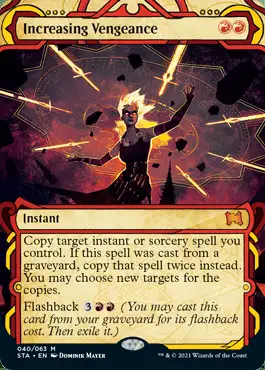 Increasing Vengeance
Instant
Copy target instant or sorcery spell you
control. If this spell was cast from a
graveyard, copy that spell twice instead.
You may choose new targets for the
copies.
Flashback 3 (You may cast this
card from your graveyard for its flashback
cost. Then exile it.)
040/063 M
STA • EN DOMINIK MAYER
™ & © 2021 Wizards of the Coast